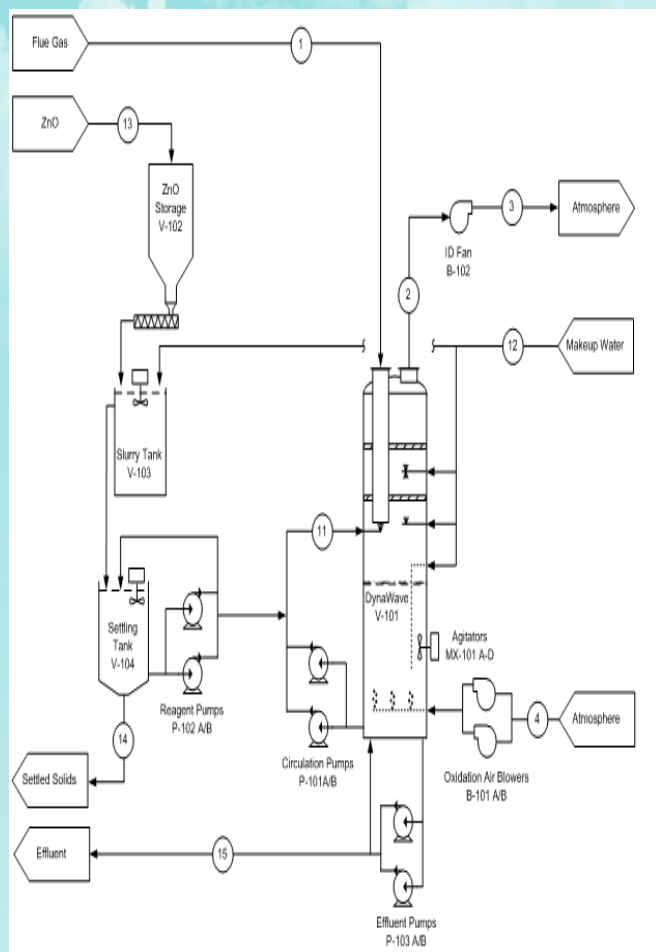 Flue Gas
1
ZnO
13
ZnO
Storage
V-102
3
Atmosphere
ID Fan
B-102
2
12
Makeup Water
Slurry Tank
V-103
11
DynaWave
V-101
Settling
Tank
V-104
Agitators
MX-101 A-D
Reagent Pumps
P-102 A/B
4
Atmosphere
14
Circulation Pumps
P-101A/B
Oxidation Air Blowers
B-101 A/B
Settled Solids
Effluent
15
Effluent Pumps
P-103 A/B